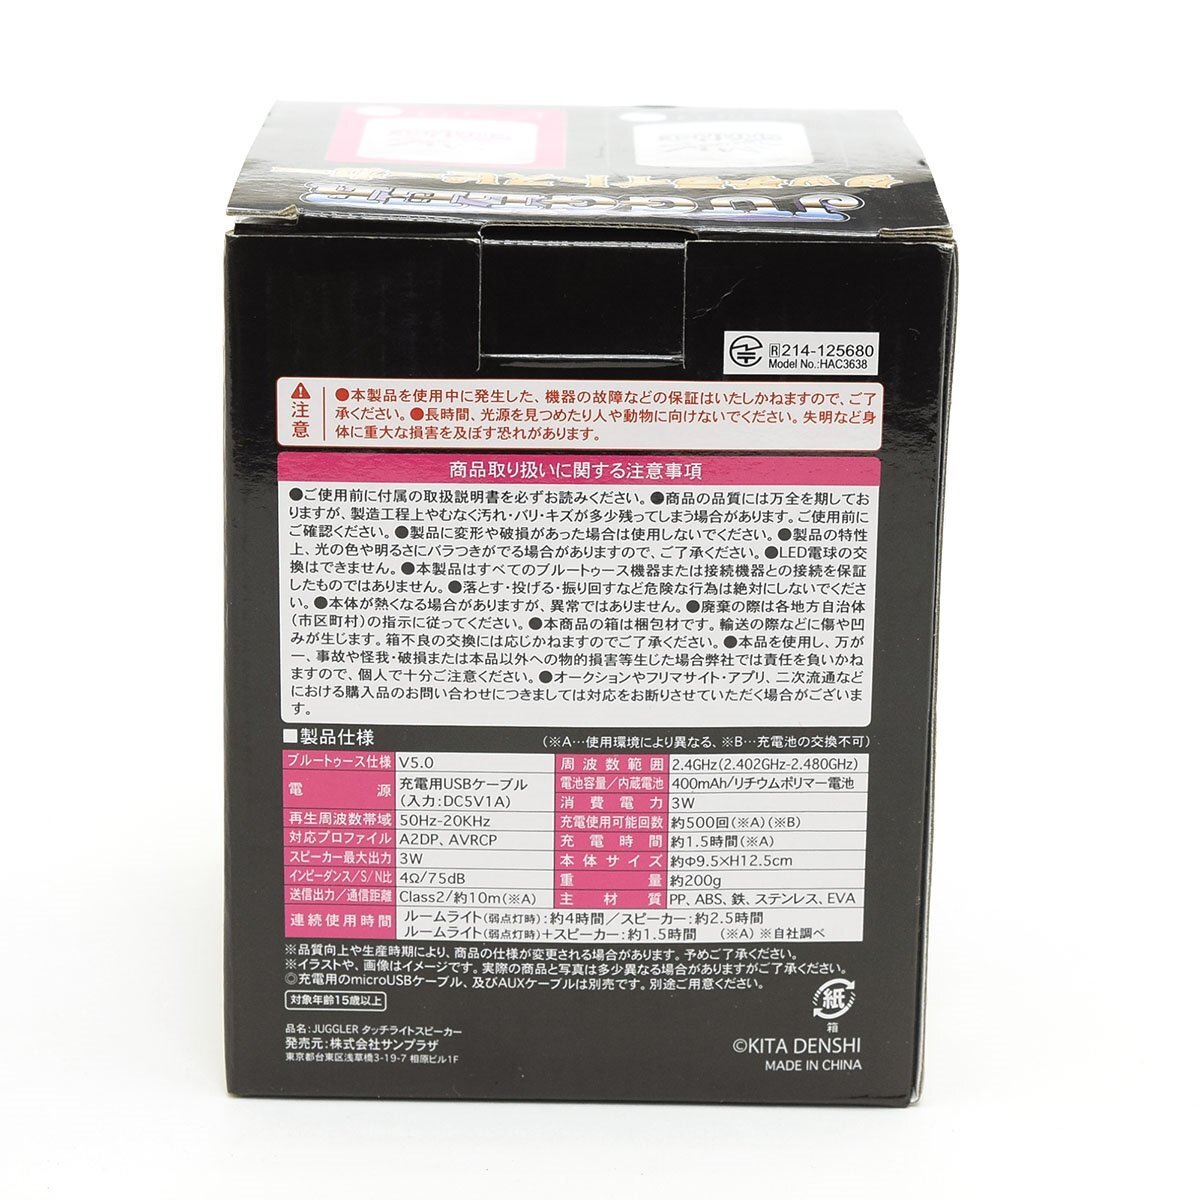 JUGGLER
タッチライトスピーカー
R 214-125680
Model No.:HAC3638
注意
●本製品を使用中に発生した、機器の故障などの保証はいたしかねますので、ご了
承ください。●長時間、光源を見つめたり人や動物に向けないでください。失明など身
体に重大な損害を及ぼす恐れがあります。
商品取り扱いに関する注意事項
●ご使用前に付属の取扱説明書を必ずお読みください。●商品の品質には万全を期してお
りますが、製造工程上やむなく汚れ・バリ・キズが多少残ってしまう場合があります。ご使用前に
ご確認ください。●製品に変形や破損があった場合は使用しないでください。●製品の特性
上、光の色や明るさにバラつきがでる場合がありますので、ご了承ください。●LED電球の交
換はできません。●本製品はすべてのブルートゥース機器または接続機器との接続を保証
したものではありません。●落とす・投げる・振り回すなど危険な行為は絶対にしないでくださ
い。●本体が熱くなる場合がありますが、異常ではありません。●廃棄の際は各地方自治体
(市区町村)の指示に従ってください。●本商品の箱は梱包材です。輸送の際などに傷や凹
みが生じます。箱不良の交換には応じかねますのでご了承ください。●本品を使用し、万が
一、事故や怪我・破損または本品以外への物的損害等生じた場合弊社では責任を負いかね
ますので、個人で十分ご注意ください。●オークションやフリマサイト・アプリ、二次流通など
における購入品のお問い合わせにつきましては対応をお断りさせていただく場合がございま
す。
■製品仕様 (※A…使用環境により異なる、※B…充電池の交換不可)
ブルートゥース仕様 V5.0 周波数範囲 2.4GHz(2.402GHz-2.480GHz)
電源 充電用USBケーブル
(入力:DC5V1A)
電池容量/内蔵電池 400mAh/リチウムポリマー電池
消費電力 3W
再生周波数帯域 50Hz-20KHz 充電使用可能回数 約500回(※A)(※B)
対応プロファイル A2DP、AVRCP 充電時間 約1.5時間(※A)
スピーカー最大出力 3W 本体サイズ 約Φ9.5×H12.5cm
インピーダンス/S/N比 4Ω/75dB 重量 約200g
送信出力/通信距離 Class2/約10m(※A) 主材質 PP、ABS、鉄、ステンレス、EVA
連続使用時間 ルームライト(弱点灯時):約4時間/スピーカー:約2.5時間
ルームライト(弱点灯時)+スピーカー:約1.5時間 (※A) ※自社調べ
※品質向上や生産時期により、商品の仕様が変更される場合があります。予めご了承ください。
※イラストや、画像はイメージです。実際の商品と写真は多少異なる場合がありますがご了承ください。
◎充電用のmicroUSBケーブル、及びAUXケーブルは別売です。別途ご用意ください。
対象年齢15歳以上
品名:JUGGLER タッチライトスピーカー
発売元:株式会社サンプラザ
東京都台東区浅草橋3-19-7 相原ビル1F
紙
箱
©KITA DENSHI
MADE IN CHINA